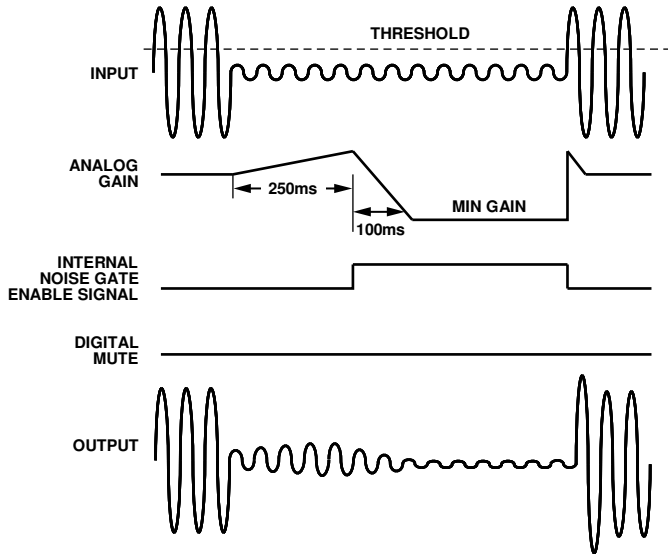 THRESHOLD
INPUT
ANALOG
GAIN
250ms
MIN GAIN
100ms
INTERNAL
NOISE GATE
ENABLE SIGNAL
DIGITAL
MUTE
OUTPUT